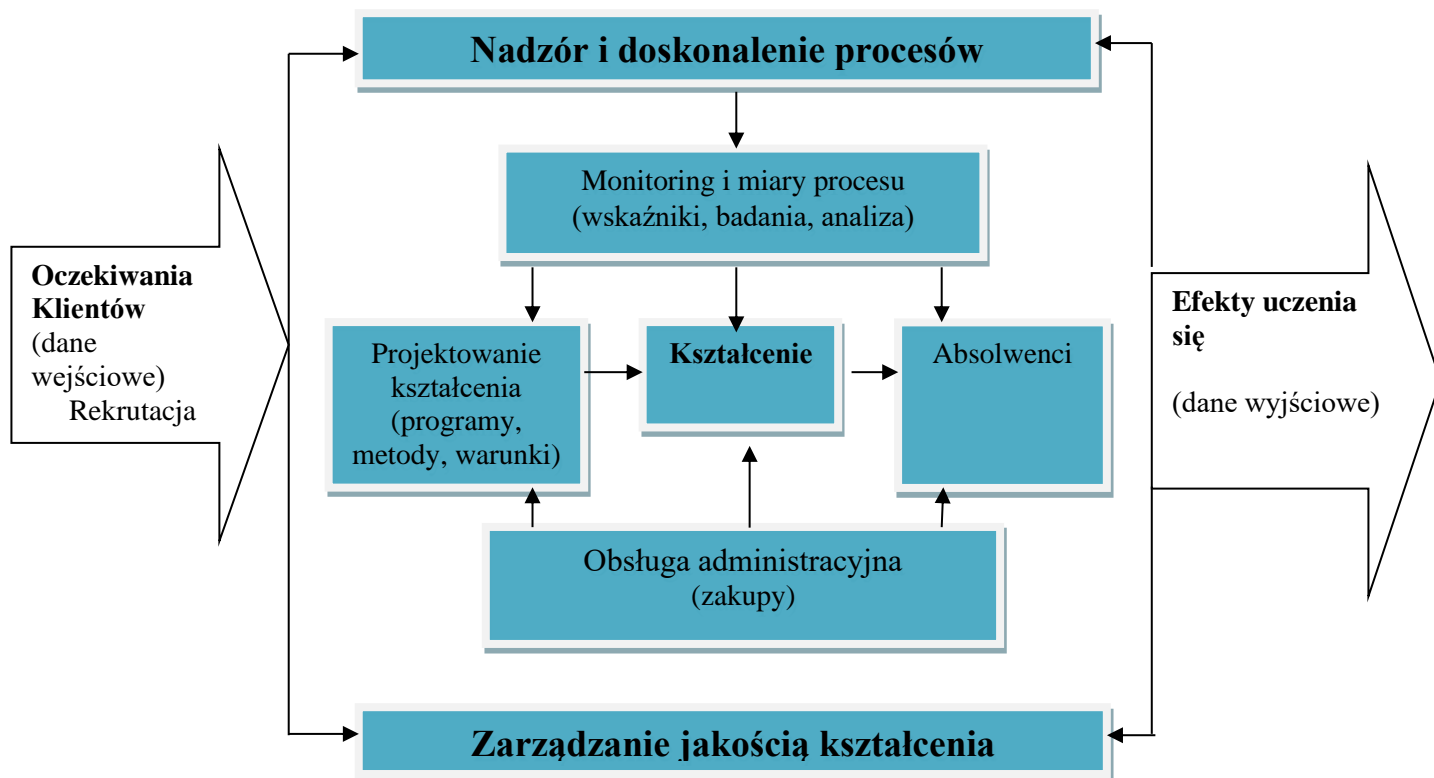 Nadzór i doskonalenie procesów
Monitoring i miary procesu
(wskaźniki, badania, analiza)
Oczekiwania
Klientów
(dane
wejściowe)
Rekrutacja
Projektowanie
kształcenia
(programy,
metody, warunki)
Kształcenie
Absolwenci
Efekty uczenia
się
(dane wyjściowe)
Obsługa administracyjna
(zakupy)
Zarządzanie jakością kształcenia